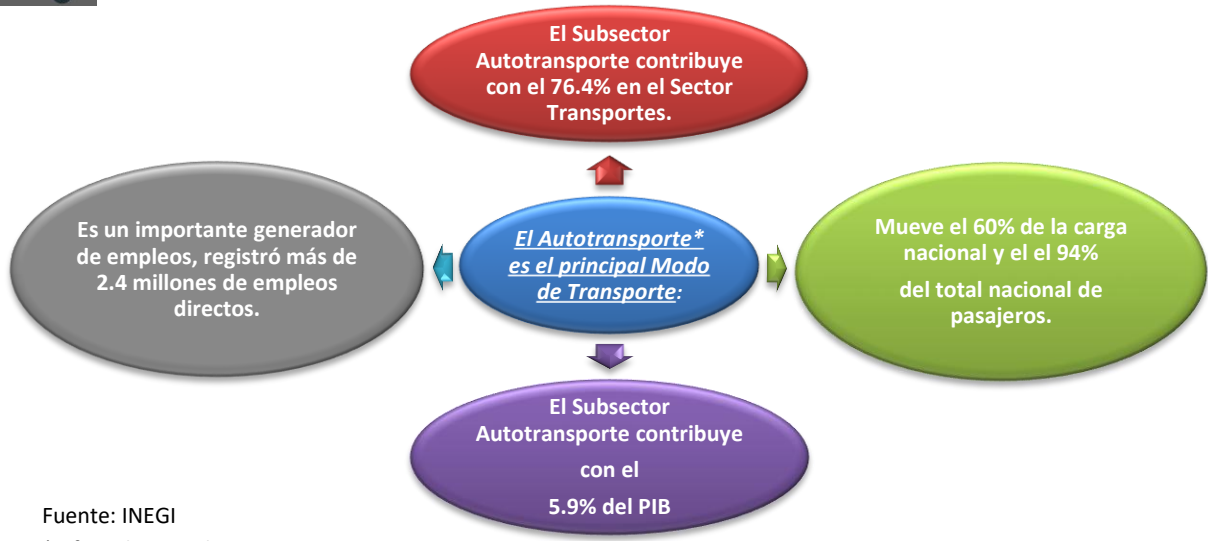 El Subsector
Autotransporte contribuye
con el 76.4% en el Sector
Transportes.
Es un importante generador
de empleos, registró más de
2.4 millones de empleos
directos.
El Autotransporte*
es el principal Modo
de Transporte:
Mueve el 60% de la carga
nacional y el el 94%
del total nacional de
pasajeros.
El Subsector
Autotransporte contribuye
con el
5.9% del PIB
Fuente: INEGI